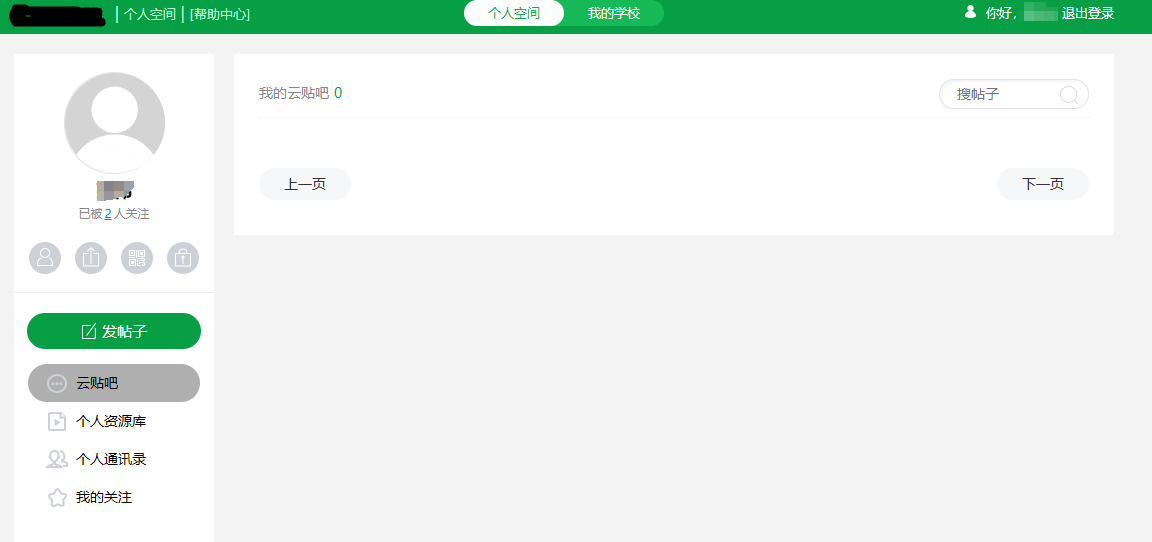 个人空间 | [帮助中心]
个人空间 我的学校
你好, 退出登录
已被2人关注
发帖子
云贴吧
个人资源库
个人通讯录
我的关注
我的云贴吧 0
搜帖子
上一页
下一页